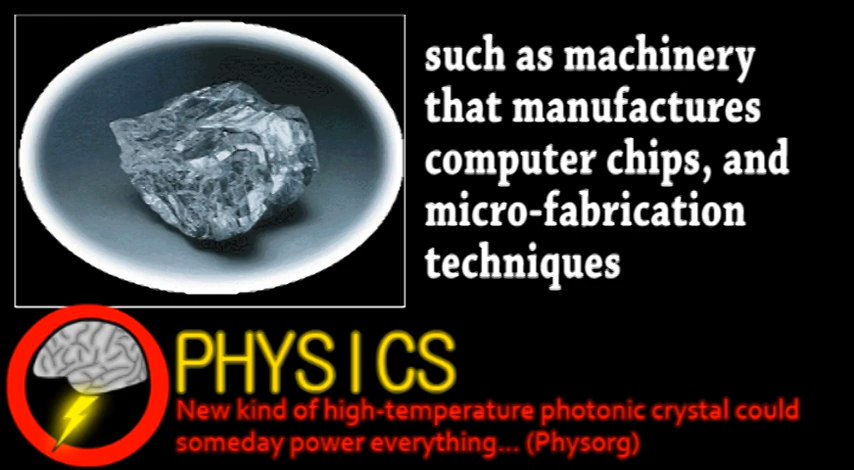 such as machinery
that manufactures
computer chips, and
micro-fabrication
techniques
PHYSICS
New kind of high-temperature photonic crystal could
someday power everything... (Physorg)